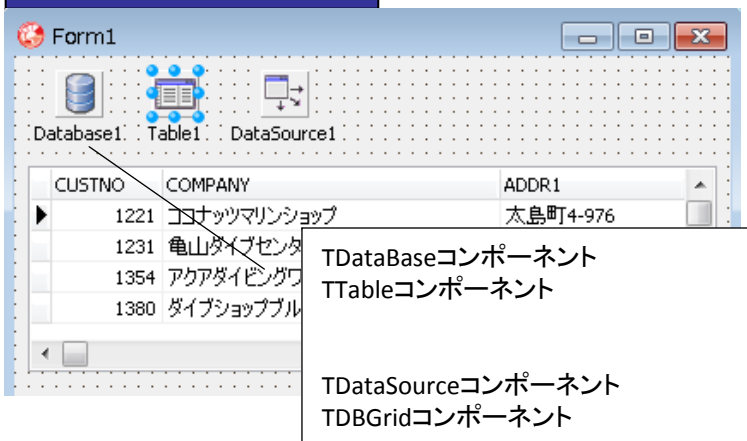 Form1
Database1 Table1 DataSource1
CUSTNO COMPANY ADDR1
1221 ココナッツマリンショップ 太島町4-976
1231 亀山ダイブセンタ
1354 アクアダイビングワ
1380 ダイブショップブル
TDataBaseコンポーネント
TTableコンポーネント
TDataSourceコンポーネント
TDBGridコンポーネント